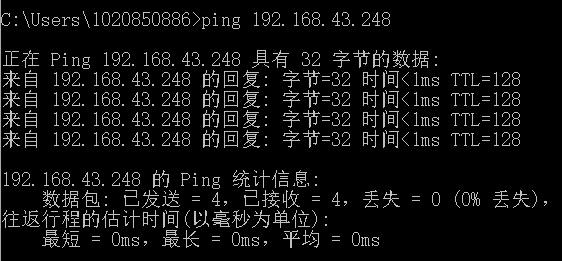 C:\Users\1020850886>ping 192.168.43.248
正在 Ping 192.168.43.248 具有 32 字节的数据:
来自 192.168.43.248 的回复: 字节=32 时间<1ms TTL=128
来自 192.168.43.248 的回复: 字节=32 时间<1ms TTL=128
来自 192.168.43.248 的回复: 字节=32 时间<1ms TTL=128
来自 192.168.43.248 的回复: 字节=32 时间<1ms TTL=128
192.168.43.248 的 Ping 统计信息:
数据包: 已发送 = 4，已接收 = 4，丢失 = 0 (0% 丢失)，
往返行程的估计时间(以毫秒为单位):
最短 = 0ms，最长 = 0ms，平均 = 0ms